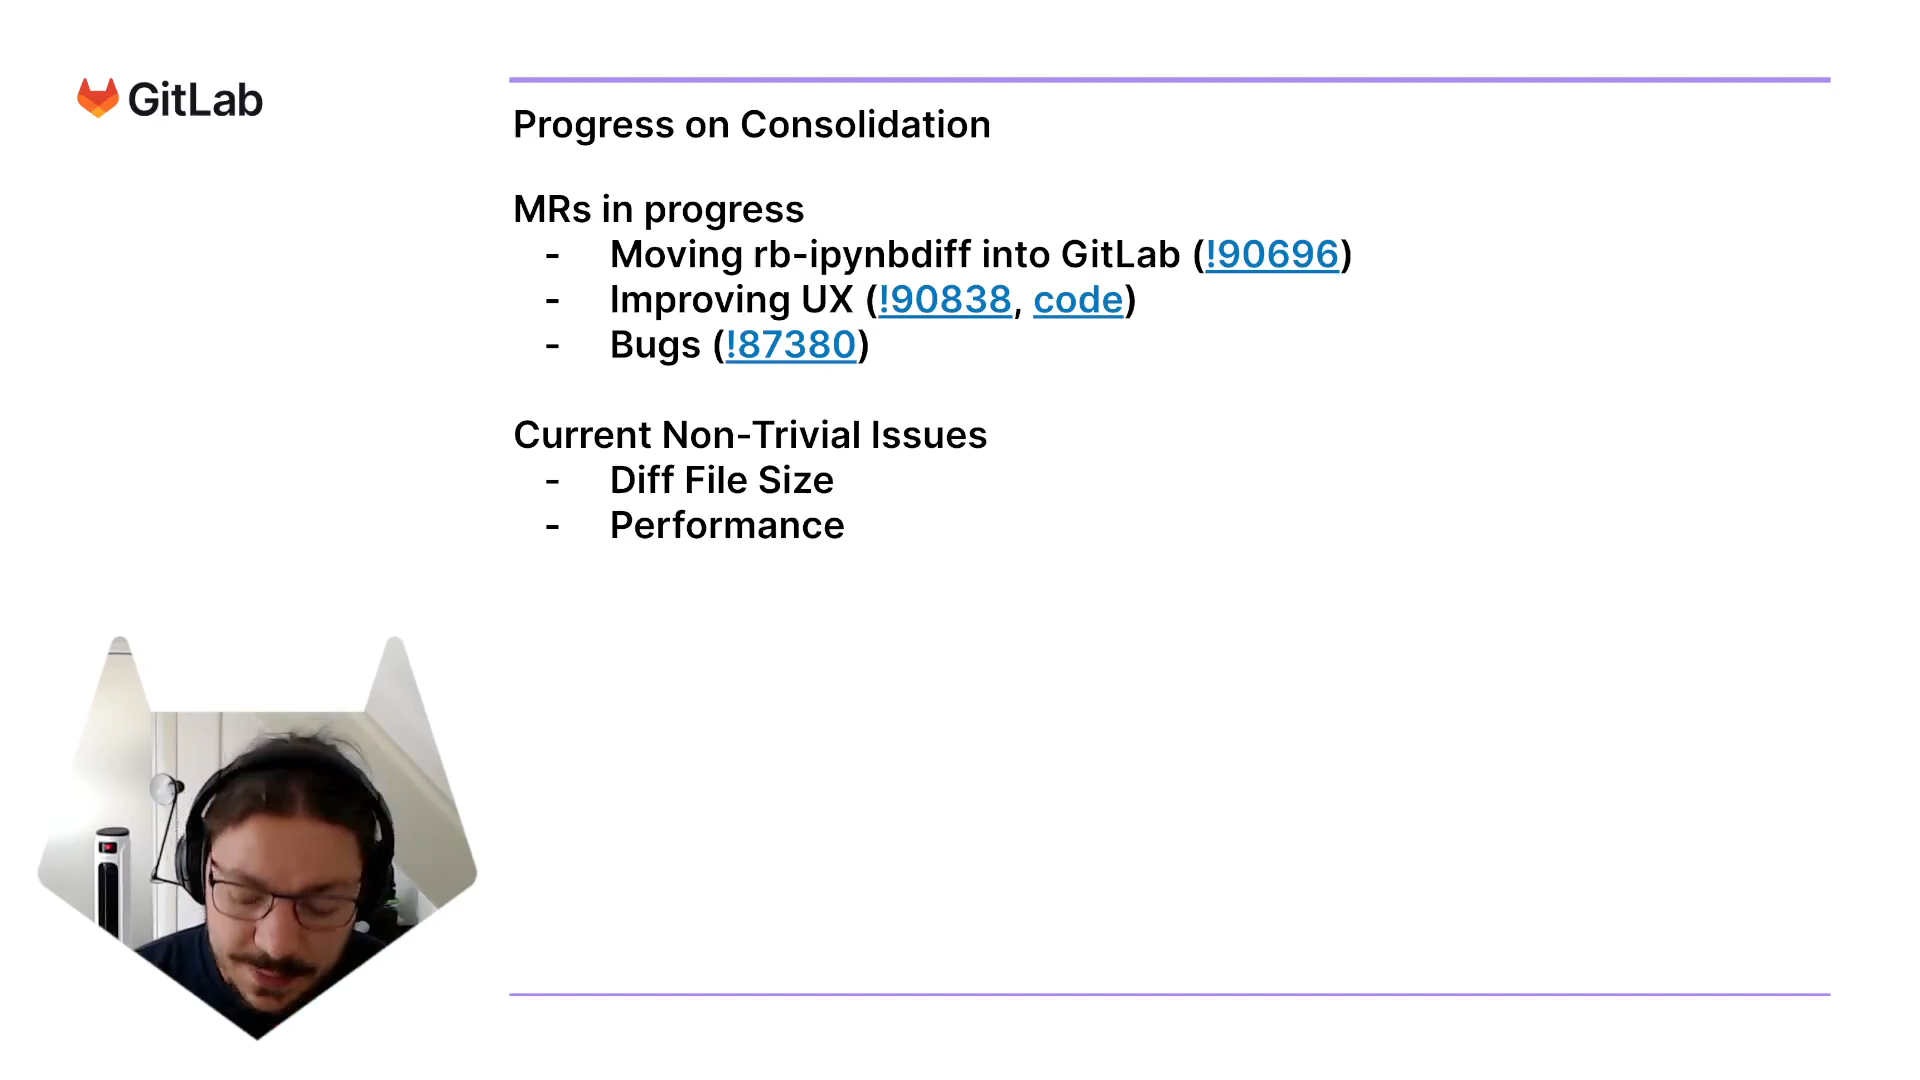 GitLab
Progress on Consolidation
MRs in progress
- Moving rb-ipynbdiff into GitLab (!90696)
- Improving UX (!90838, code)
- Bugs (!87380)
Current Non-Trivial Issues
- Diff File Size
- Performance